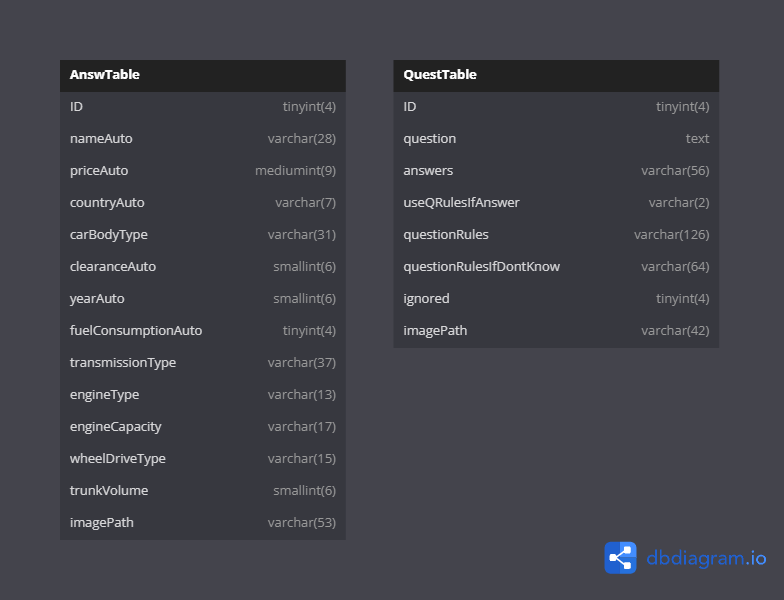 AnswTable
ID tinyint(4)
nameAuto varchar(28)
priceAuto mediumint(9)
countryAuto varchar(7)
carBodyType varchar(31)
clearanceAuto smallint(6)
yearAuto smallint(6)
fuelConsumptionAuto tinyint(4)
transmissionType varchar(37)
engineType varchar(13)
engineCapacity varchar(17)
wheelDriveType varchar(15)
trunkVolume smallint(6)
imagePath varchar(53)
QuestTable
ID tinyint(4)
question text
answers varchar(56)
useQRulesIfAnswer varchar(2)
questionRules varchar(126)
questionRulesIfDontKnow varchar(64)
ignored tinyint(4)
imagePath varchar(42)
dbdiagram.io